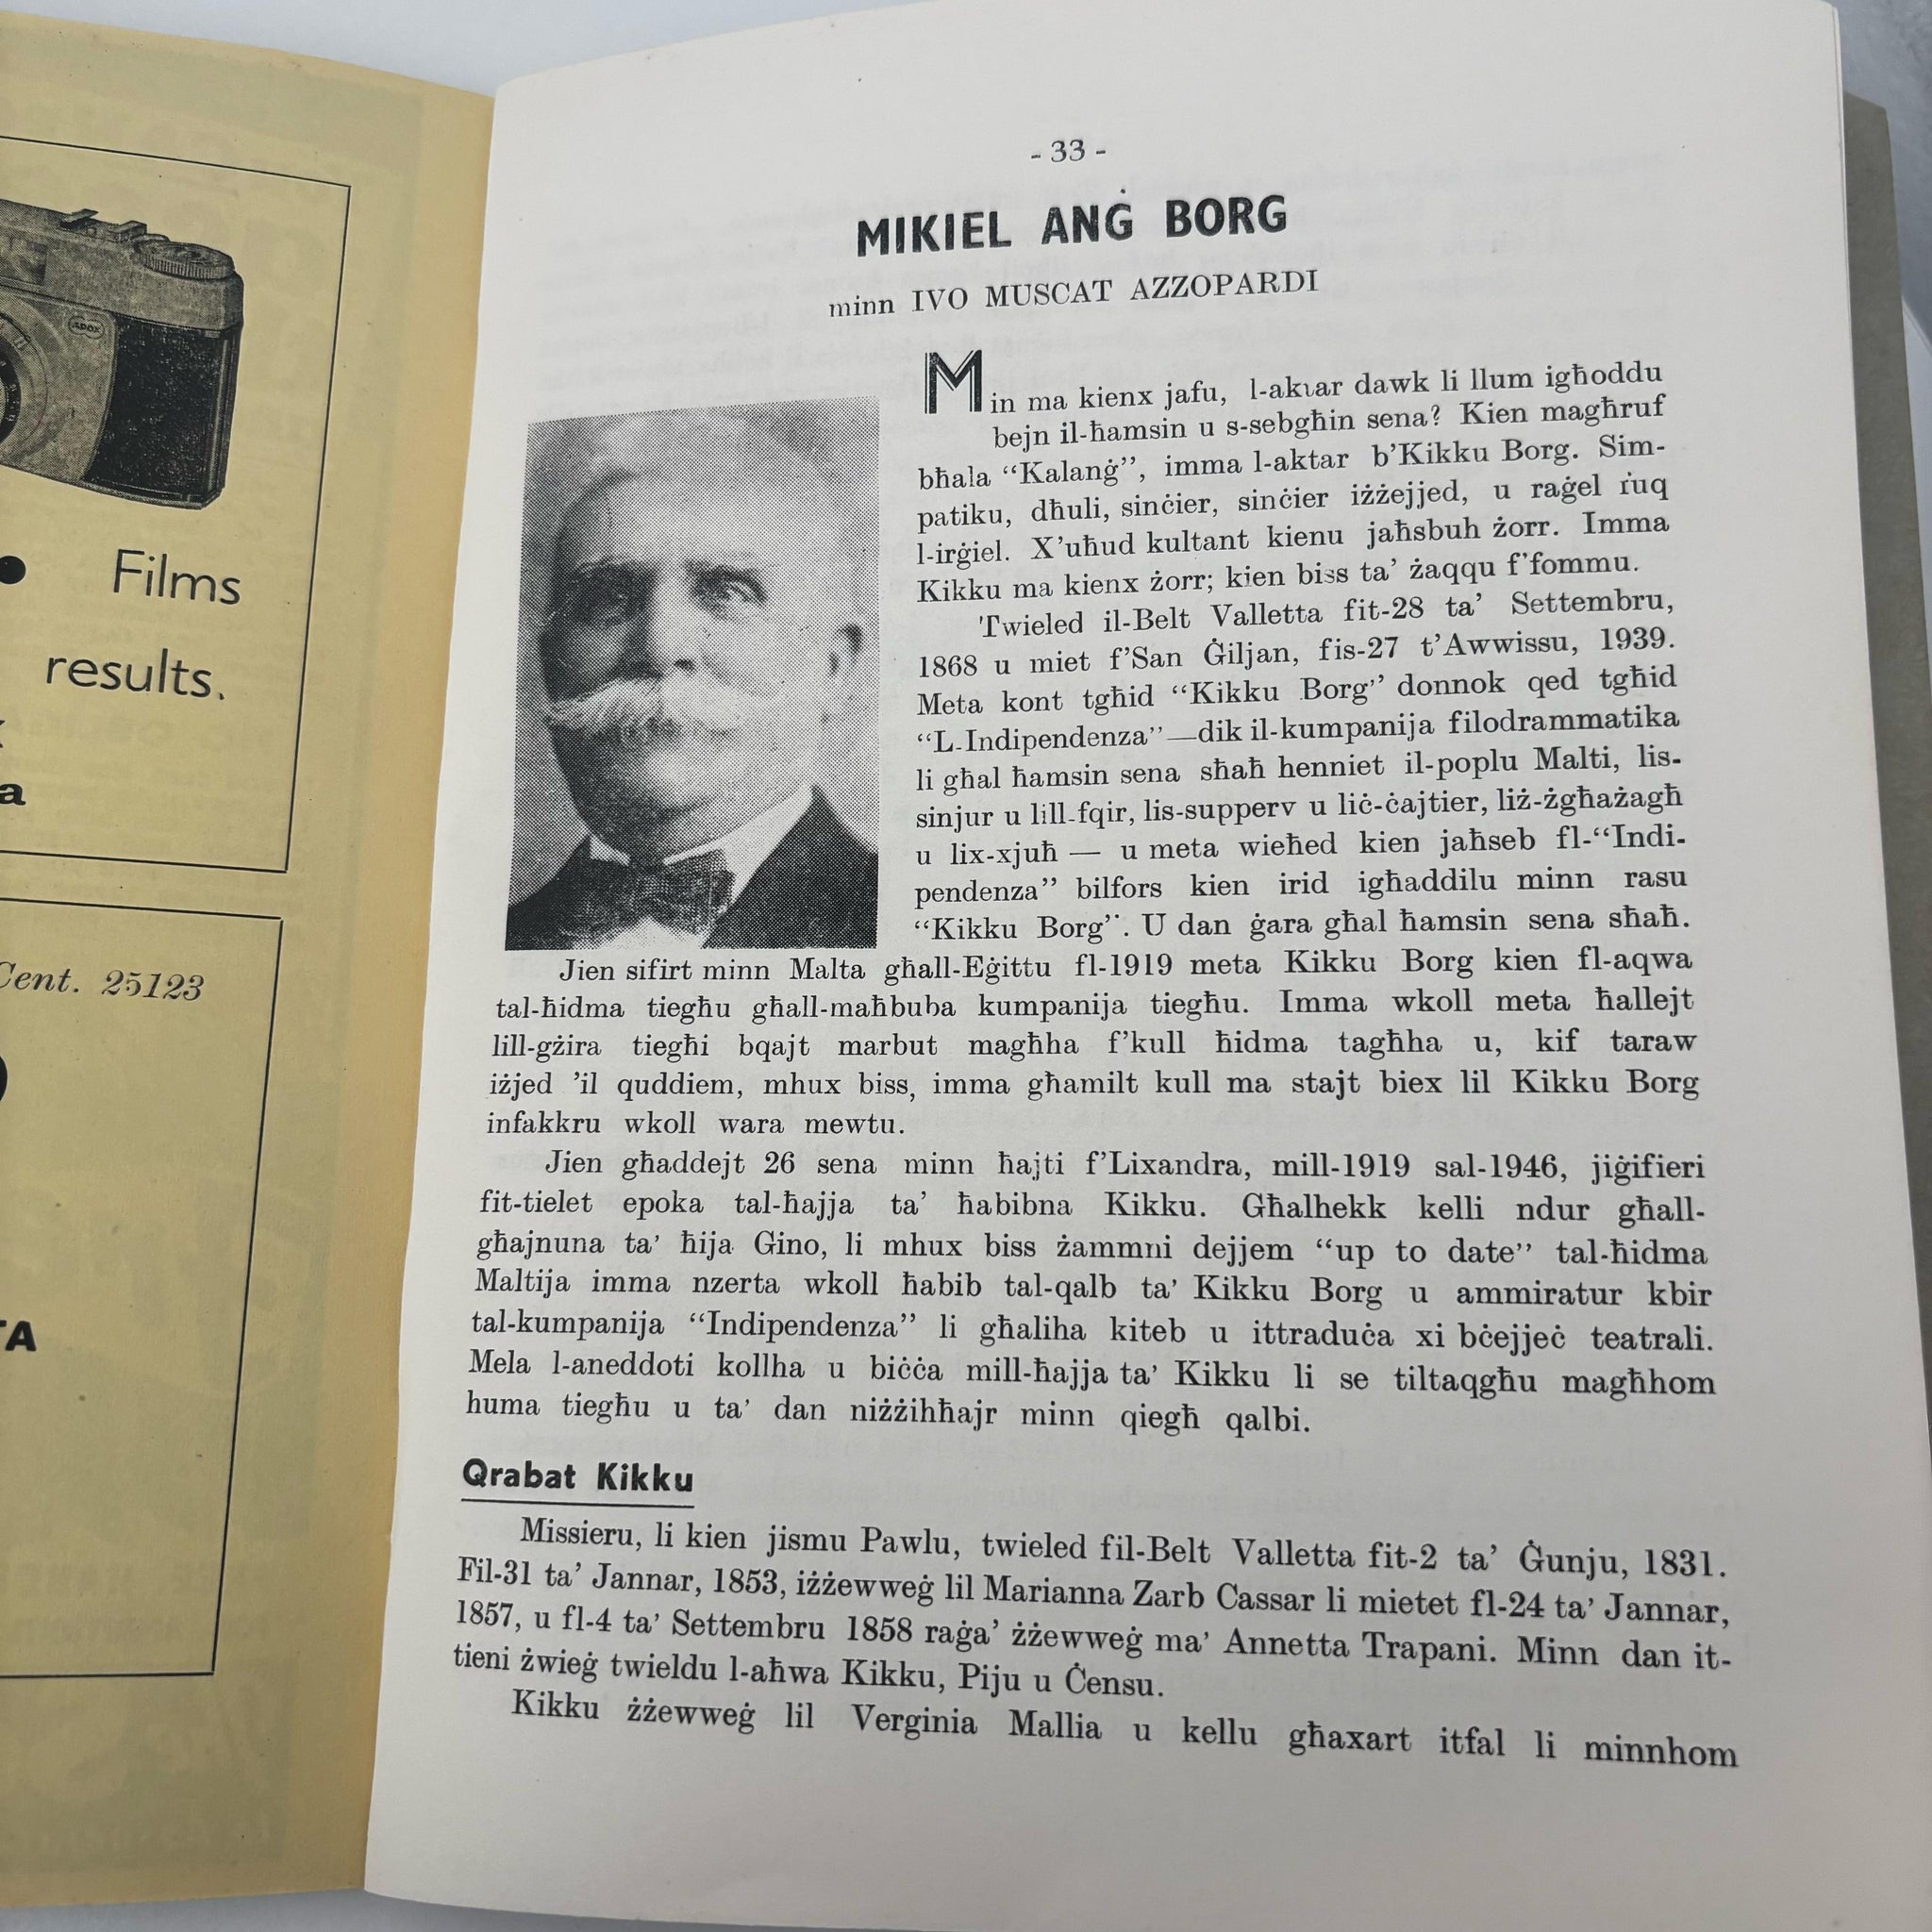 ADOX
Films
results.
a
Cent. 25123
TA
- 33 -
MIKIEL ANĠ BORG
minn IVO MUSCAT AZZOPARDI
Min ma kienx jafu, l-aktar dawk li llum igħoddu
bejn il-ħamsin u s-sebgħin sena? Kien magħruf
bħala “Kalanġ”, imma l-aktar b’Kikku Borg. Sim-
patiku, dħuli, sinċier, sinċier iżżejjed, u raġel ruq
l-irġiel. X’uħud kultant kienu jaħsbuh żorr. Imma
Kikku ma kienx żorr; kien biss ta’ żaqqu f’fommu.
Twieled il-Belt Valletta fit-28 ta’ Settembru,
1868 u miet f’San Ġiljan, fis-27 t’Awwissu, 1939.
Meta kont tgħid “Kikku Borg” donnok qed tgħid
“L-Indipendenza”—dik il-kumpanija filodrammatika
li għal ħamsin sena sħaħ henniet il-poplu Malti, lis-
sinjur u lill-fqir, lis-supperv u liċ-ċajtier, liż-żgħażagħ
u lix-xjuħ — u meta wieħed kien jaħseb fl-“Indi-
pendenza” bilfors kien irid igħaddilu minn rasu
“Kikku Borg”. U dan ġara għal ħamsin sena sħaħ.
Jien sifirt minn Malta għall-Eġittu fl-1919 meta Kikku Borg kien fl-aqwa
tal-ħidma tiegħu għall-maħbuba kumpanija tiegħu. Imma wkoll meta ħallejt
lill-gżira tiegħi bqajt marbut magħha f’kull ħidma tagħha u, kif taraw
iżjed ’il quddiem, mhux biss, imma għamilt kull ma stajt biex lil Kikku Borg
infakkru wkoll wara mewtu.
Jien għaddejt 26 sena minn ħajti f’Lixandra, mill-1919 sal-1946, jiġifieri
fit-tielet epoka tal-ħajja ta’ ħabibna Kikku. Għalhekk kelli ndur għall-
għajnuna ta’ ħija Gino, li mhux biss żammni dejjem “up to date” tal-ħidma
Maltija imma nzerta wkoll ħabib tal-qalb ta’ Kikku Borg u ammiratur kbir
tal-kumpanija “Indipendenza” li għaliha kiteb u ittraduċa xi bċejjeċ teatrali.
Mela l-aneddoti kollha u biċċa mill-ħajja ta’ Kikku li se tiltaqgħu magħhom
huma tiegħu u ta’ dan niżżiħħajr minn qiegħ qalbi.
Qrabat Kikku
Missieru, li kien jismu Pawlu, twieled fil-Belt Valletta fit-2 ta’ Ġunju, 1831.
Fil-31 ta’ Jannar, 1853, iżżewweġ lil Marianna Zarb Cassar li mietet fl-24 ta’ Jannar,
1857, u fl-4 ta’ Settembru 1858 raġa’ żżewweġ ma’ Annetta Trapani. Minn dan it-
tieni żwieġ twieldu l-aħwa Kikku, Piju u Ċensu.
Kikku żżewweġ lil Verginia Mallia u kellu għaxart itfal li minnhom